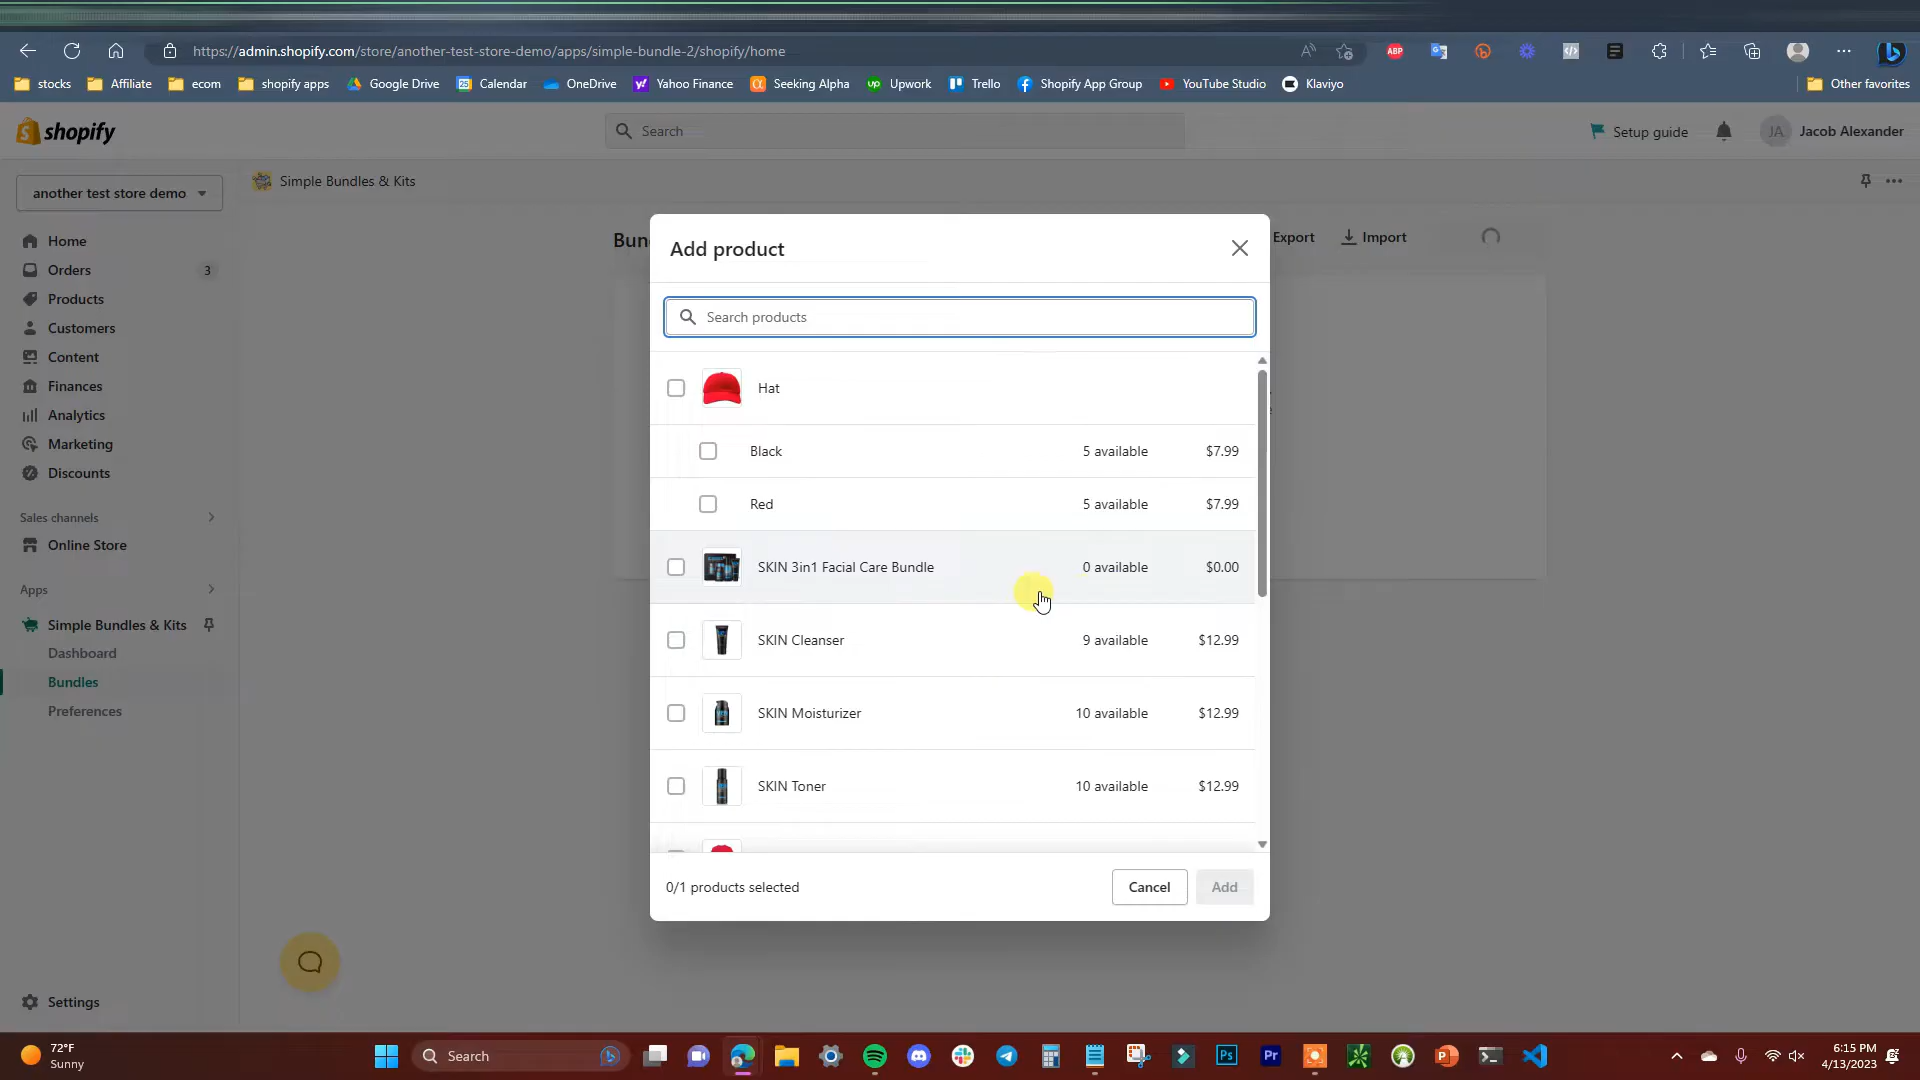 https://admin.shopify.com/store/another-test-store-demo/apps/simple-bundle-2/shopify/home
ABP
stocks
Affiliate
ecom
shopify apps
Google Drive
Calendar
OneDrive
Yahoo Finance
Seeking Alpha
Upwork
Trello
Shopify App Group
YouTube Studio
Klaviyo
Other favorites
shopify
Search
Setup guide
JA
Jacob Alexander
another test store demo
Simple Bundles & Kits
Home
Orders 3
Products
Customers
Content
Finances
Analytics
Marketing
Discounts
Sales channels
Online Store
Apps
Simple Bundles & Kits
Dashboard
Bundles
Preferences
Settings
Bun
Export
Import
Add product
Search products
Hat
Black 5 available $7.99
Red 5 available $7.99
SKIN 3in1 Facial Care Bundle 0 available $0.00
SKIN Cleanser 9 available $12.99
SKIN Moisturizer 10 available $12.99
SKIN Toner 10 available $12.99
0/1 products selected
Cancel
Add
72°F
Sunny
Search
Ps
Pr
6:15 PM
4/13/2023